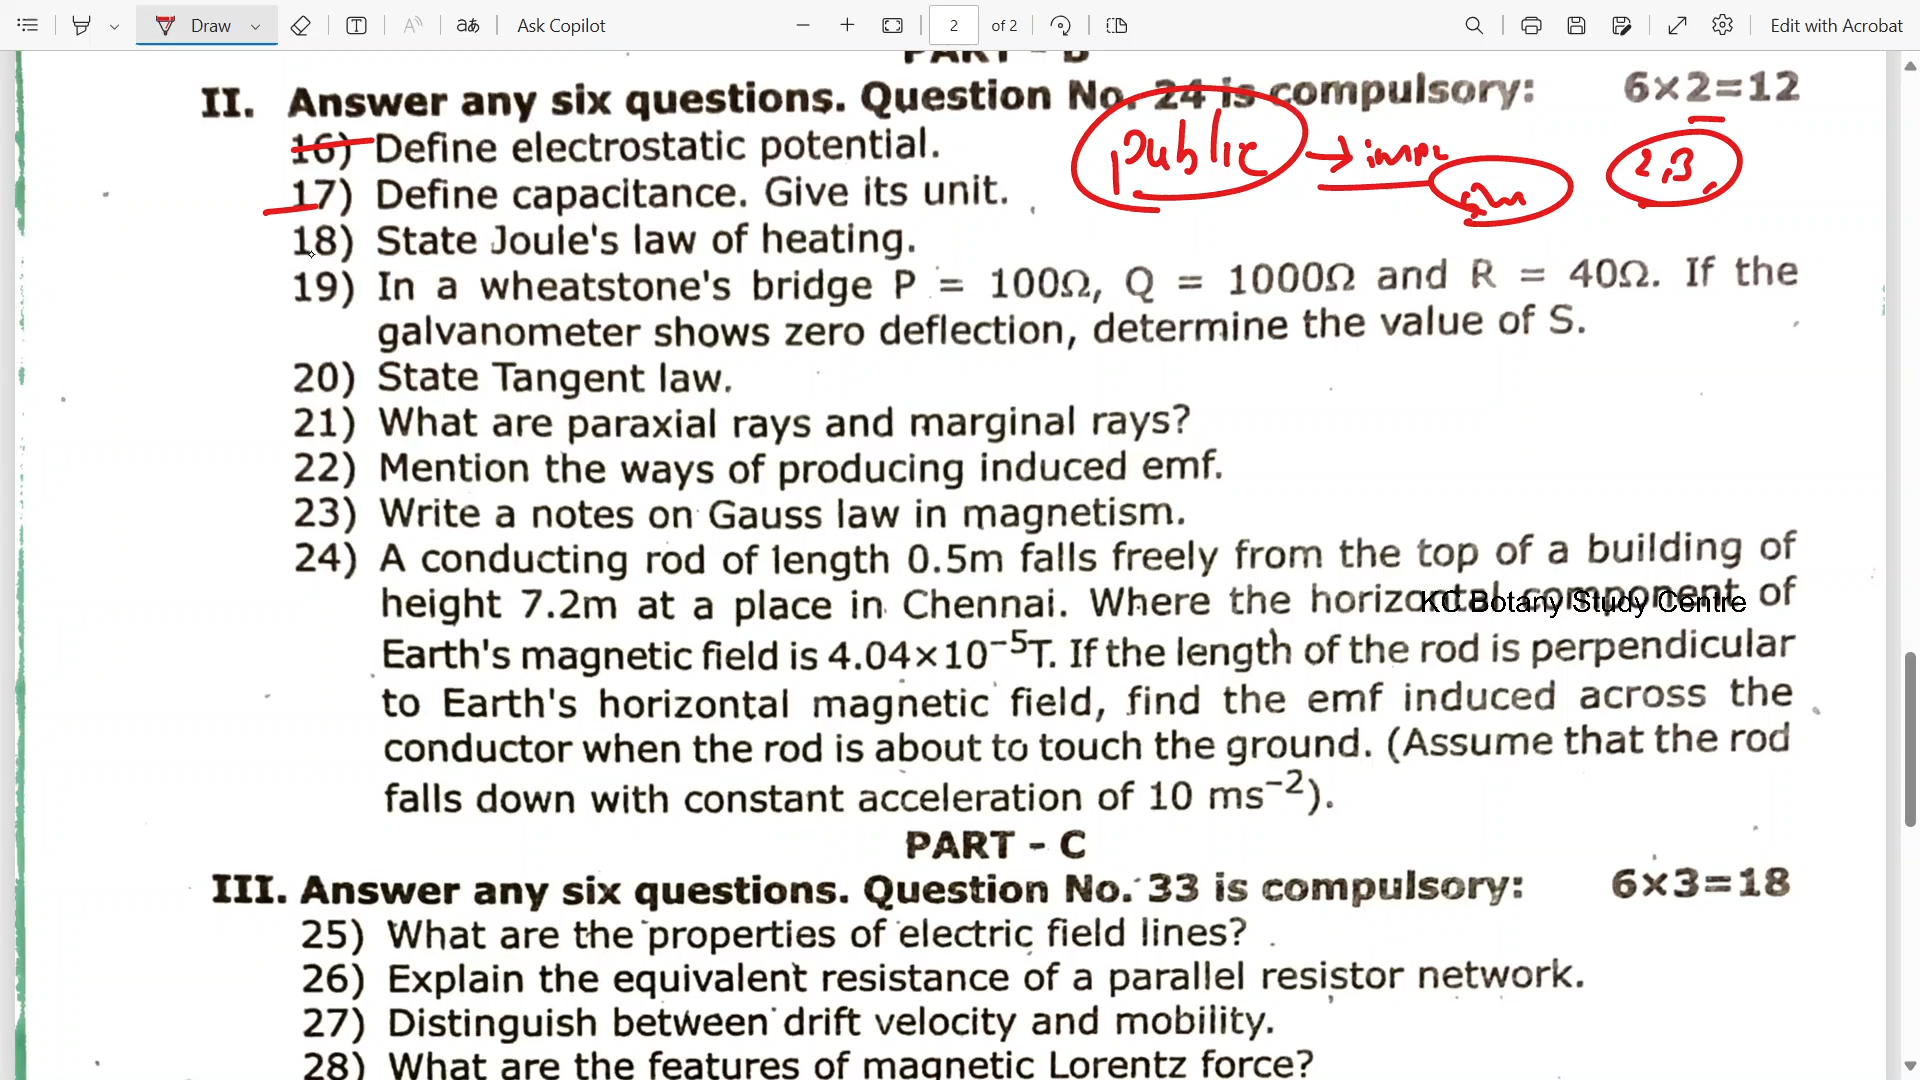 Draw
Ask Copilot
2 of 2
Edit with Acrobat
PART - B
II. Answer any six questions. Question No. 24 is compulsory: 6×2=12
16) Define electrostatic potential.
public → 2,3
17) Define capacitance. Give its unit.
18) State Joule's law of heating.
19) In a wheatstone's bridge P = 100Ω, Q = 1000Ω and R = 40Ω. If the
galvanometer shows zero deflection, determine the value of S.
20) State Tangent law.
21) What are paraxial rays and marginal rays?
22) Mention the ways of producing induced emf.
23) Write a notes on Gauss law in magnetism.
24) A conducting rod of length 0.5m falls freely from the top of a building of
height 7.2m at a place in Chennai. Where the horizontal component of
KC Botany Study Centre
Earth's magnetic field is 4.04×10⁻⁵T. If the length of the rod is perpendicular
to Earth's horizontal magnetic field, find the emf induced across the
conductor when the rod is about to touch the ground. (Assume that the rod
falls down with constant acceleration of 10 ms⁻²).
PART - C
III. Answer any six questions. Question No. 33 is compulsory: 6×3=18
25) What are the properties of electric field lines?
26) Explain the equivalent resistance of a parallel resistor network.
27) Distinguish between drift velocity and mobility.
28) What are the features of magnetic Lorentz force?